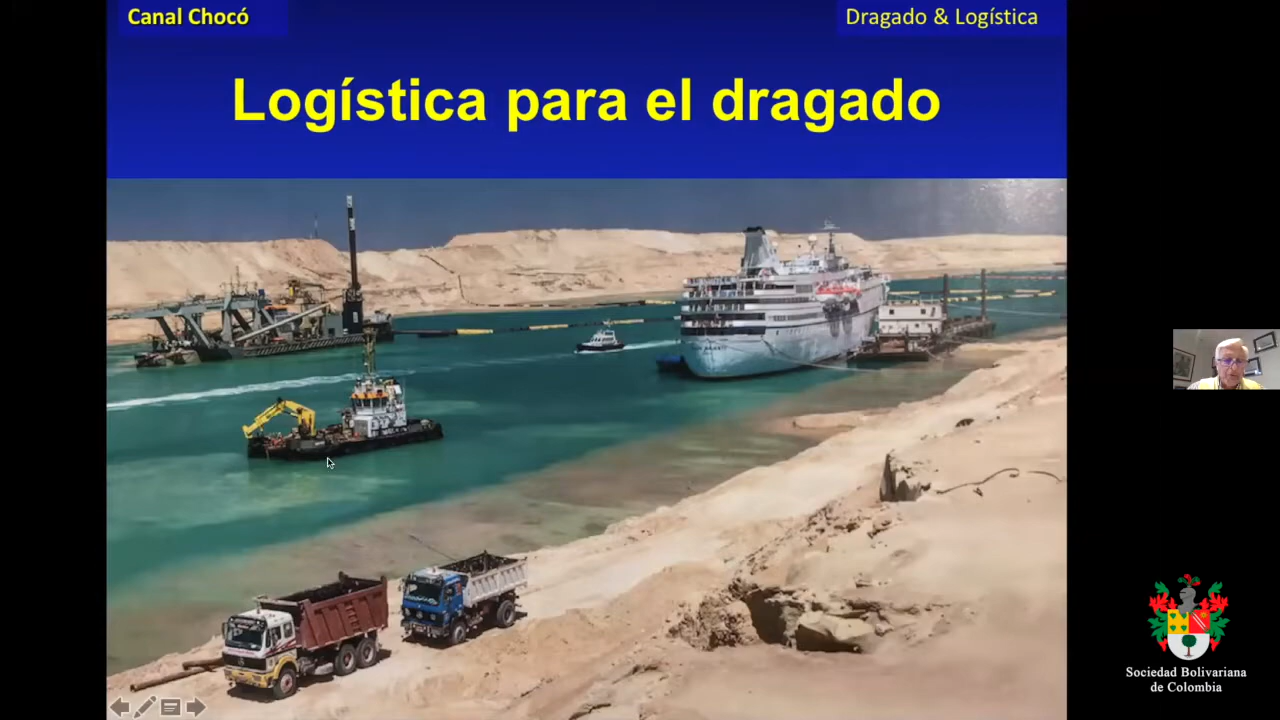 Canal Chocó
Dragado & Logística
Logística para el dragado
Sociedad Bolivariana
de Colombia